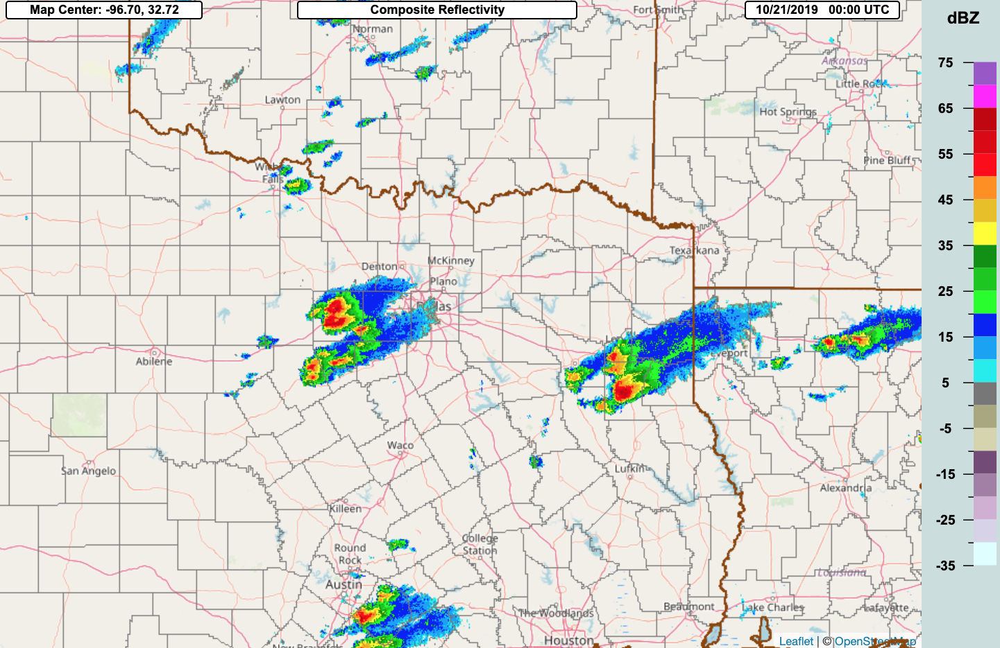 Map Center: -96.70, 32.72
Composite Reflectivity
10/21/2019 00:00 UTC
dBZ
Fort Smith
Norman
75
Arkansas
Little Rock
Lawton
65
Hot Springs
55
Pine Bluff
Falls
45
35
Texarkana
McKinney
Denton
Plano
25
Dallas
15
Abilene
5
-5
Waco
San Angelo
Lufkin
-15
Alexandria
Killeen
-25
College
Station
Round
Rock
-35
Louisiana
Austin
The Woodlands
Beaumont
Lake Charles
Lafayette
Houston
New Braunfels
Leaflet | © OpenStreetMap